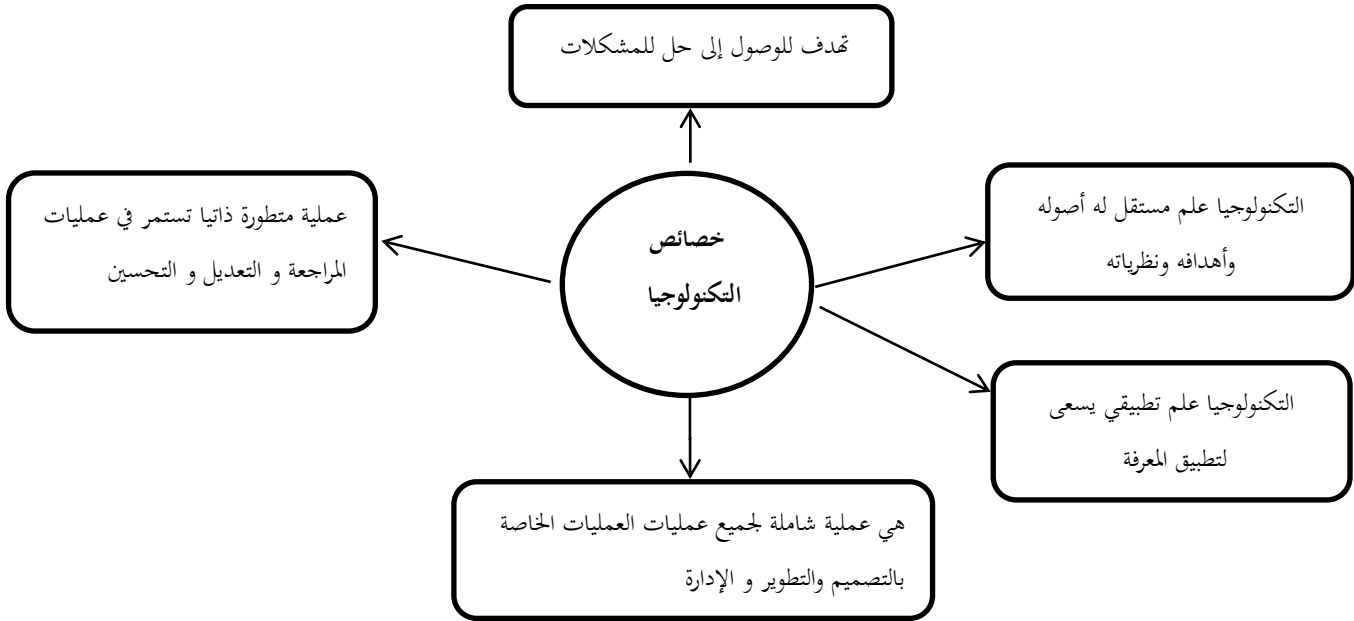 تهدف للوصول إلى حل للمشكلات
التكنولوجيا علم مستقل له أصوله
وأهدافه ونظرياته
خصائص
التكنولوجيا
عملية متطورة ذاتيا تستمر في عمليات
المراجعة و التعديل و التحسين
التكنولوجيا علم تطبيقي يسعى
لتطبيق المعرفة
هي عملية شاملة لجميع عمليات العمليات الخاصة
بالتصميم والتطوير و الإدارة